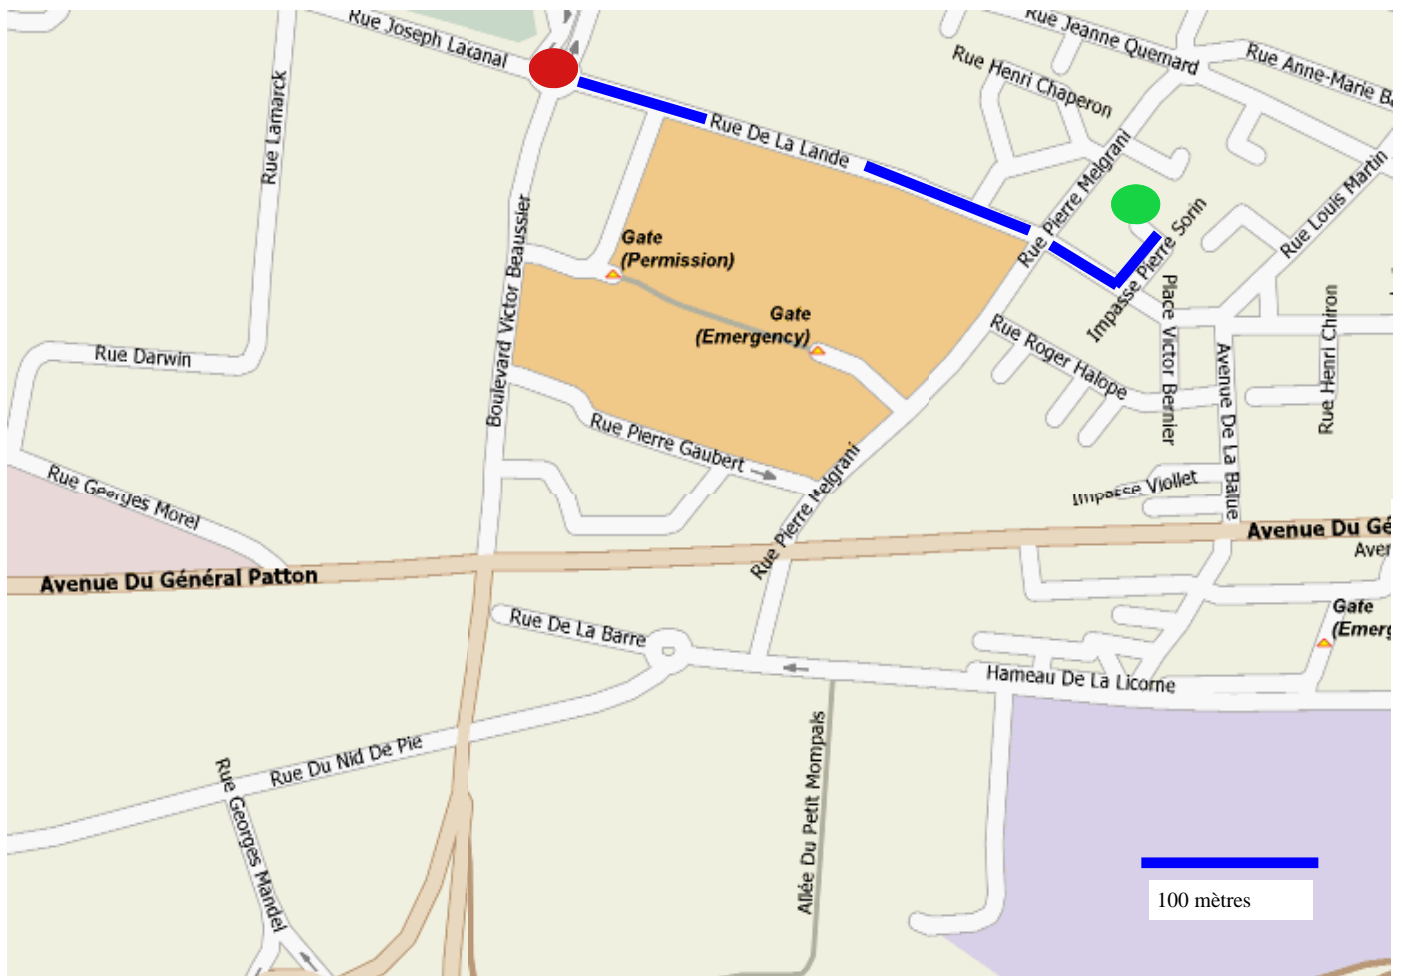 Rue Joseph Lacanal
Rue Jeanne Quemard
Rue Anne-Marie
Rue Henri Chaperon
Rue Lamarck
Rue De La Lande
Rue Pierre Melgrani
Rue Louis Martin
Boulevard Victor Beaussier
Gate
(Permission)
Impasse Pierre Sorin
Place Victor Bernier
Gate
(Emergency)
Rue Roger Halope
Rue Henri Chiron
Rue Darwin
Avenue De La Balue
Rue Pierre Gaubert
Rue Pierre Melgrani
Rue Georges Morel
Impasse Viollet
Avenue Du Gé
Aver
Avenue Du Général Patton
Gate
(Emerg
Rue De La Barre
Hameau De La Licorne
Rue Du Nid De Pie
Rue Georges Mandel
Allée Du Petit Mompais
100 mètres